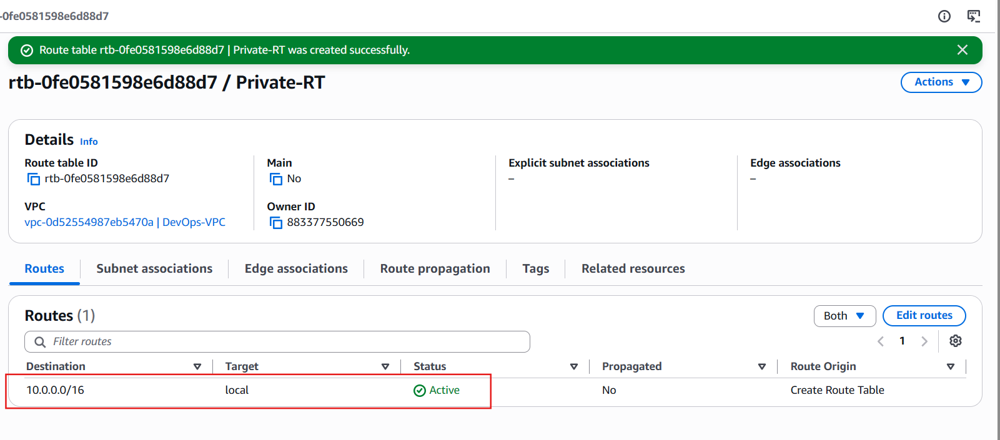 -0fe0581598e6d88d7
Route table rtb-0fe0581598e6d88d7 | Private-RT was created successfully.
rtb-0fe0581598e6d88d7 / Private-RT
Actions
Details Info
Route table ID
rtb-0fe0581598e6d88d7
Main
No
Explicit subnet associations
–
Edge associations
–
VPC
vpc-0d52554987eb5470a | DevOps-VPC
Owner ID
883377550669
Routes Subnet associations Edge associations Route propagation Tags Related resources
Routes (1)
Both Edit routes
Filter routes
1
Destination Target Status Propagated Route Origin
10.0.0.0/16 local Active No Create Route Table